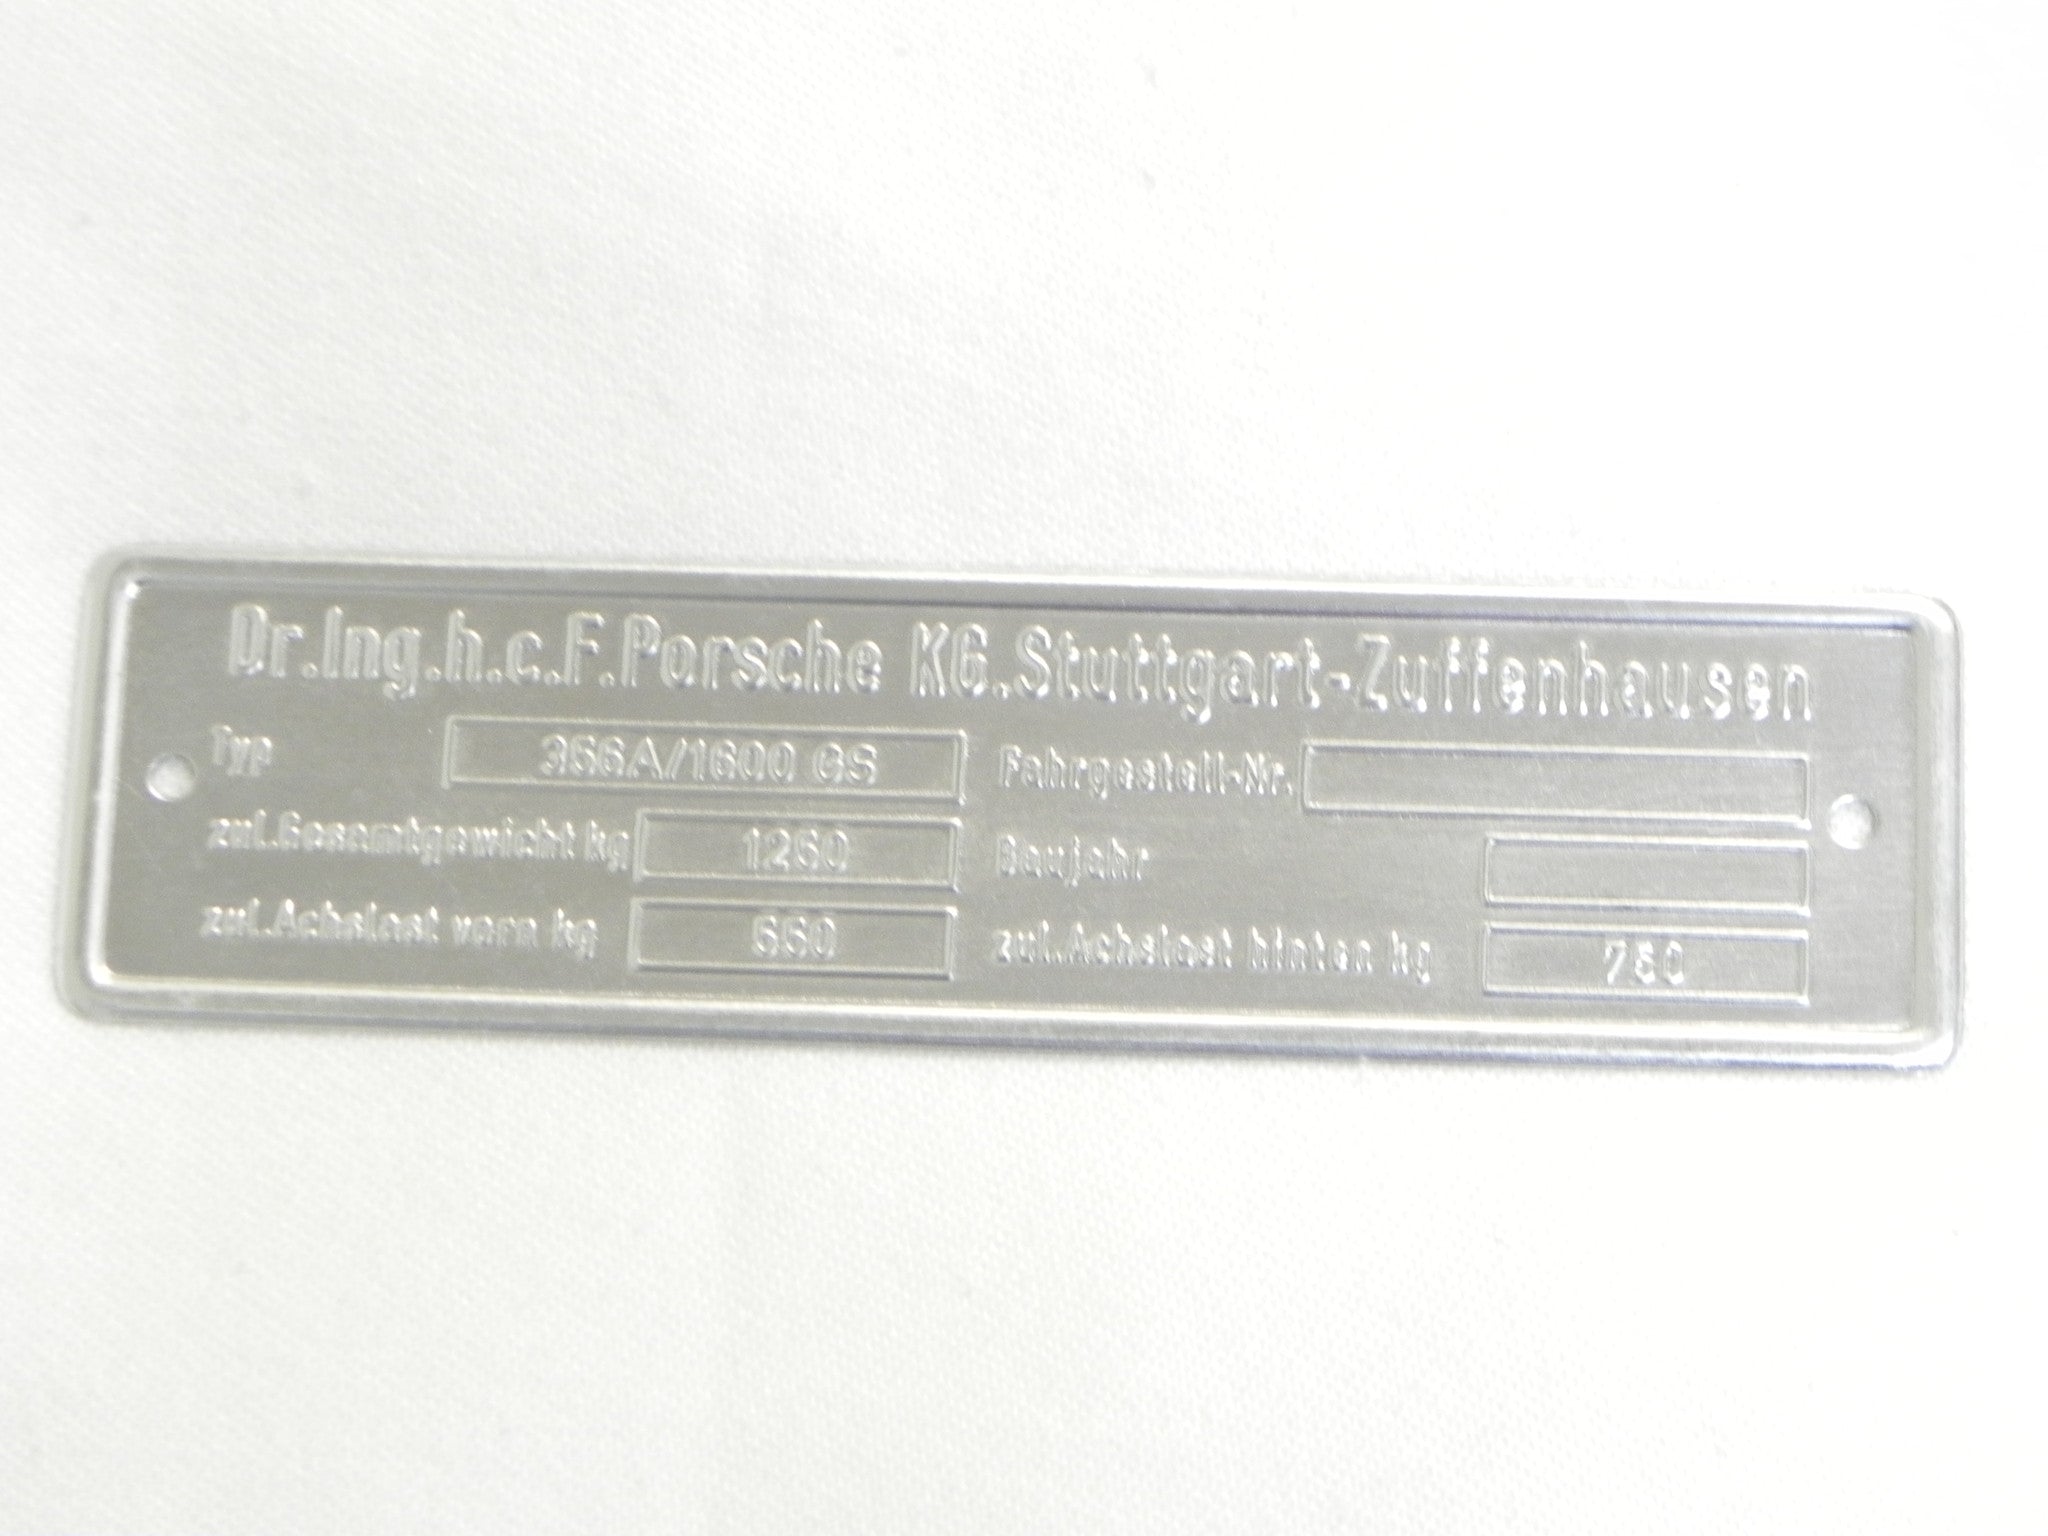 Dr.Ing.h.c.F.Porsche KG.Stuttgart-Zuffenhausen
Typ 356A/1600 GS Fahrgestell-Nr.
zul.Gesamtgewicht kg 1260 Baujahr
zul.Achslast vorn kg 560 zul.Achslast hinten kg 750